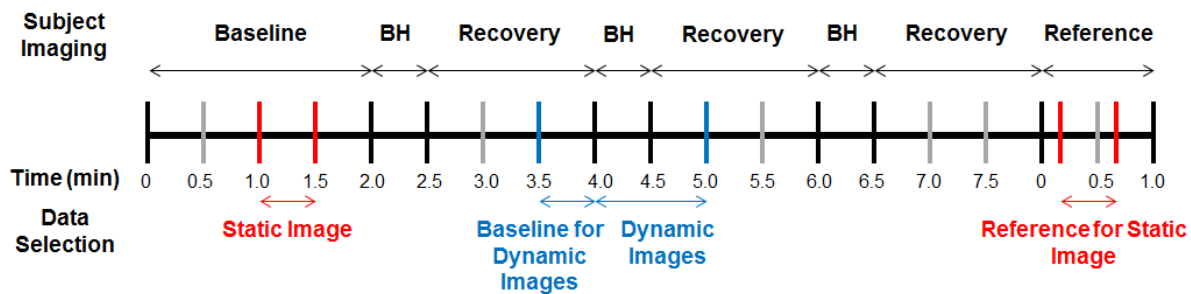 Subject
Imaging
Baseline BH Recovery BH Recovery BH Recovery Reference
Time (min) 0 0.5 1.0 1.5 2.0 2.5 3.0 3.5 4.0 4.5 5.0 5.5 6.0 6.5 7.0 7.5 0 0.5 1.0
Data
Selection
Static Image
Baseline for
Dynamic
Images
Dynamic
Images
Reference for Static
Image